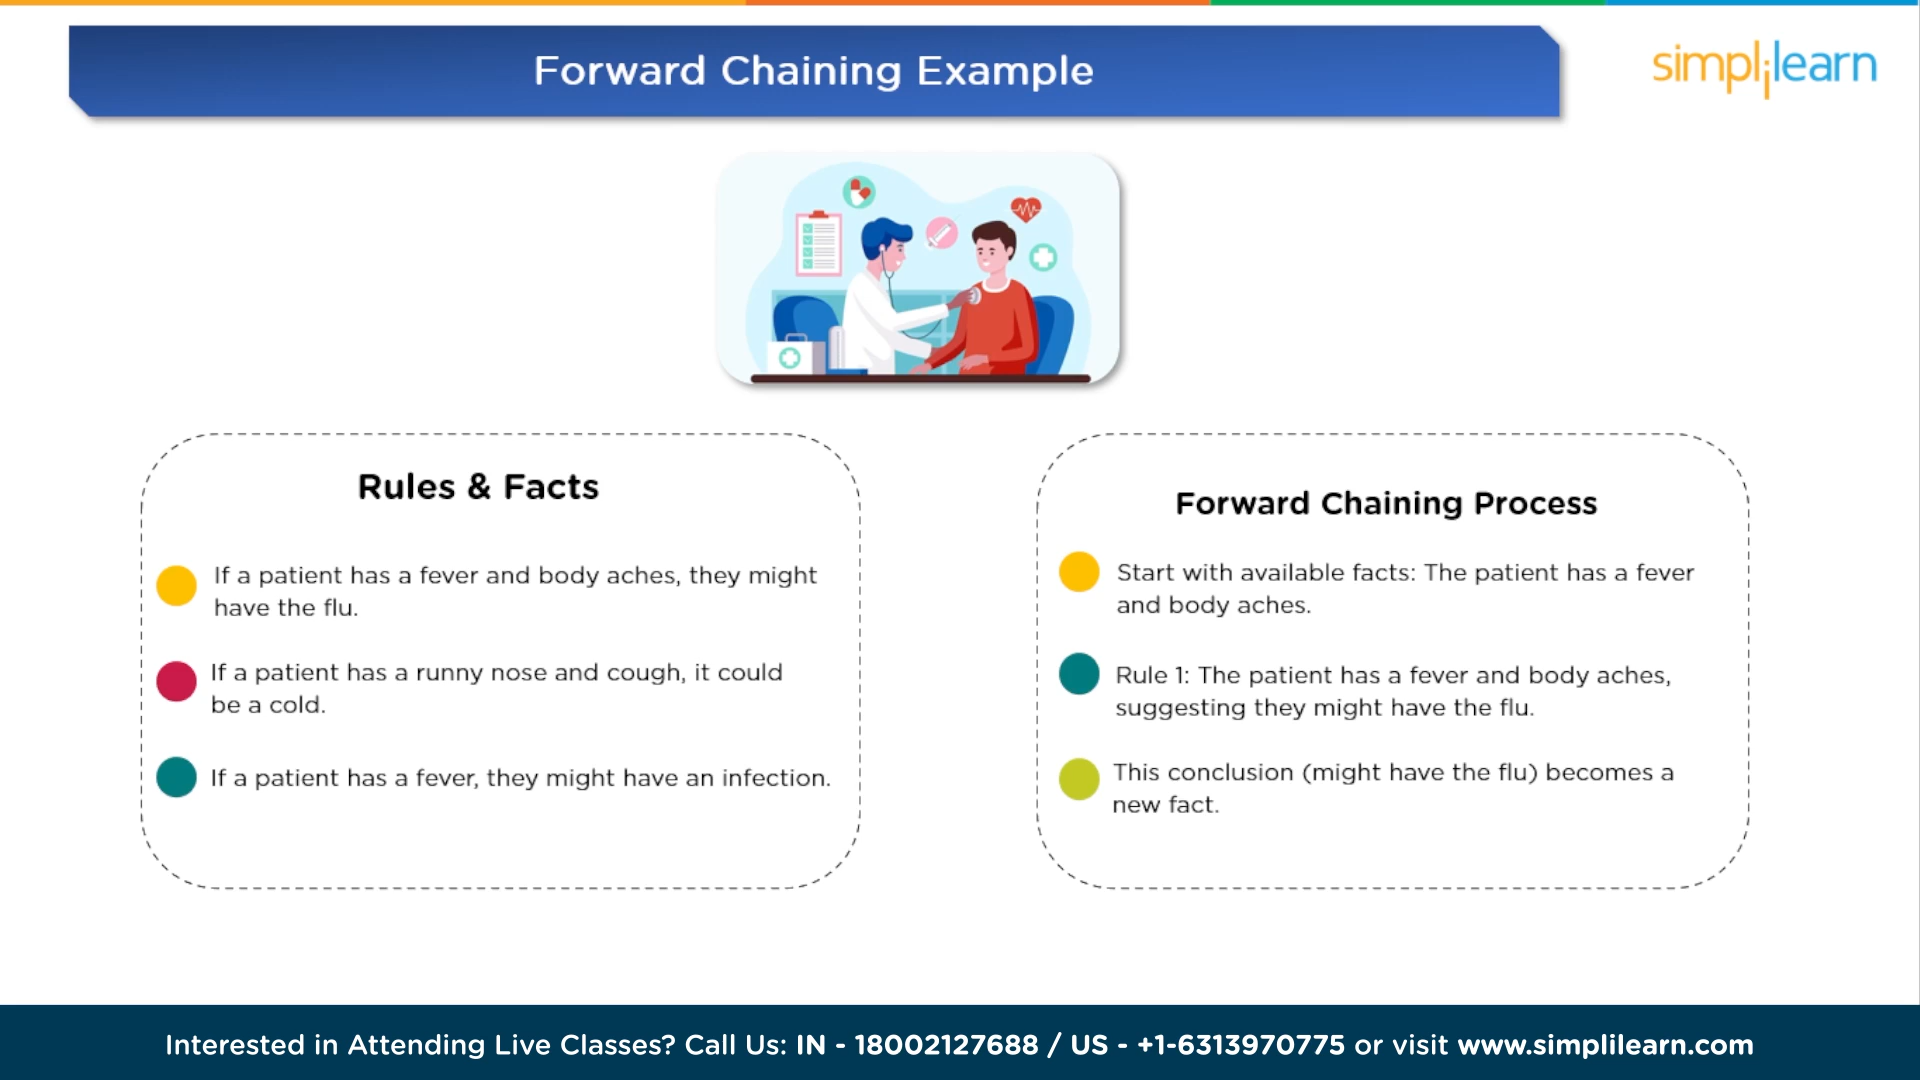 Forward Chaining Example
simplilearn
Rules & Facts
If a patient has a fever and body aches, they might
have the flu.
If a patient has a runny nose and cough, it could
be a cold.
If a patient has a fever, they might have an infection.
Forward Chaining Process
Start with available facts: The patient has a fever
and body aches.
Rule 1: The patient has a fever and body aches,
suggesting they might have the flu.
This conclusion (might have the flu) becomes a
new fact.
Interested in Attending Live Classes? Call Us: IN - 18002127688 / US - +1-6313970775 or visit www.simplilearn.com